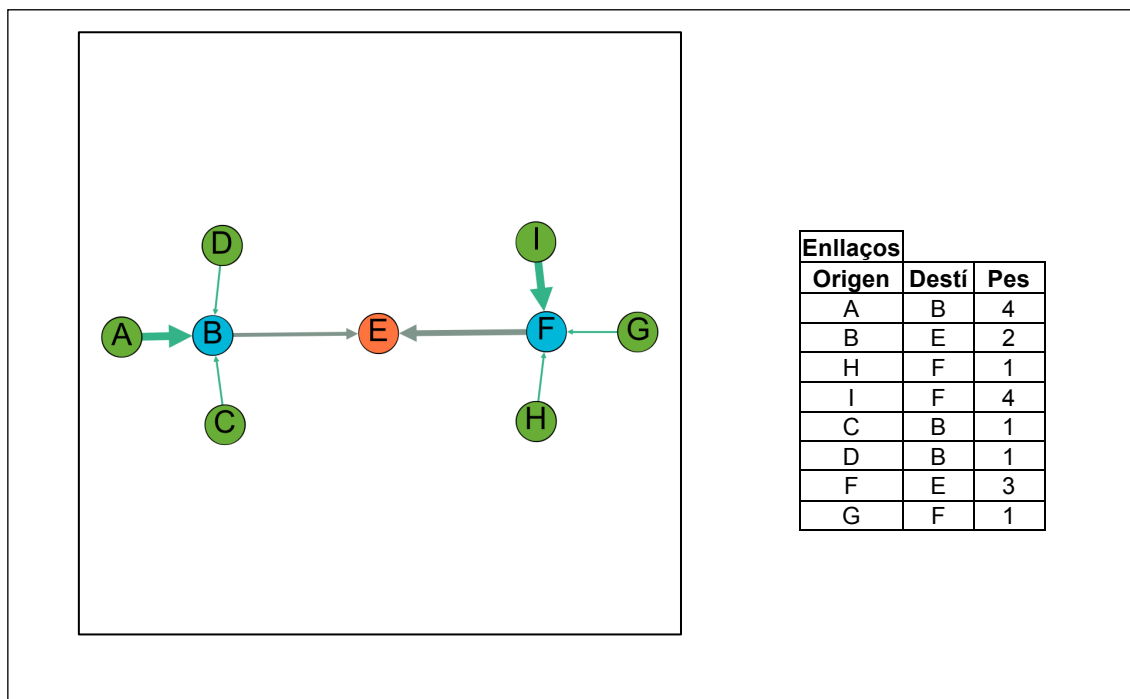 D
I
A
B
E
F
G
C
H
Enllaços
Origen Destí Pes
A B 4
B E 2
H F 1
I F 4
C B 1
D B 1
F E 3
G F 1